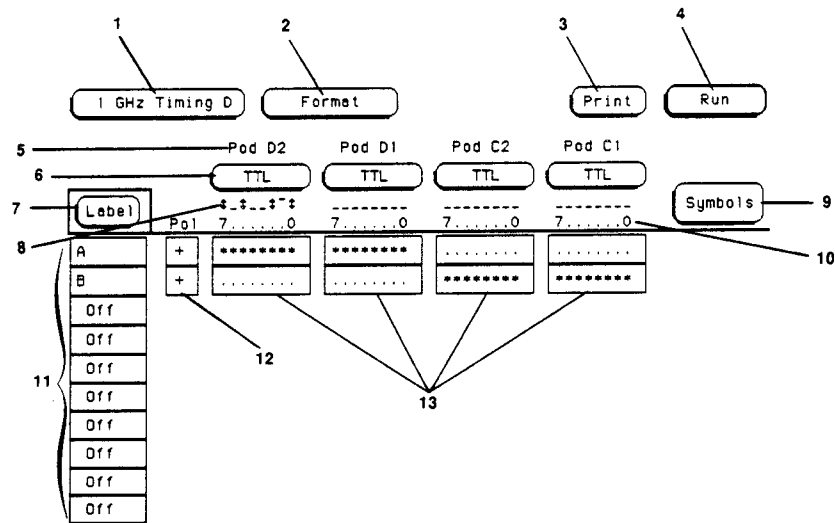 1 2 3 4
1 GHz Timing D Format Print Run
5 Pod D2 Pod D1 Pod C2 Pod C1
6 TTL TTL TTL TTL
7 Label Symbols 9
8 Pol 7.....0 7.....0 7.....0 7.....0 10
A + ******** ******** ........ ........
B + ........ ........ ******** ********
Off
Off 12
Off
11 Off 13
Off
Off
Off
Off